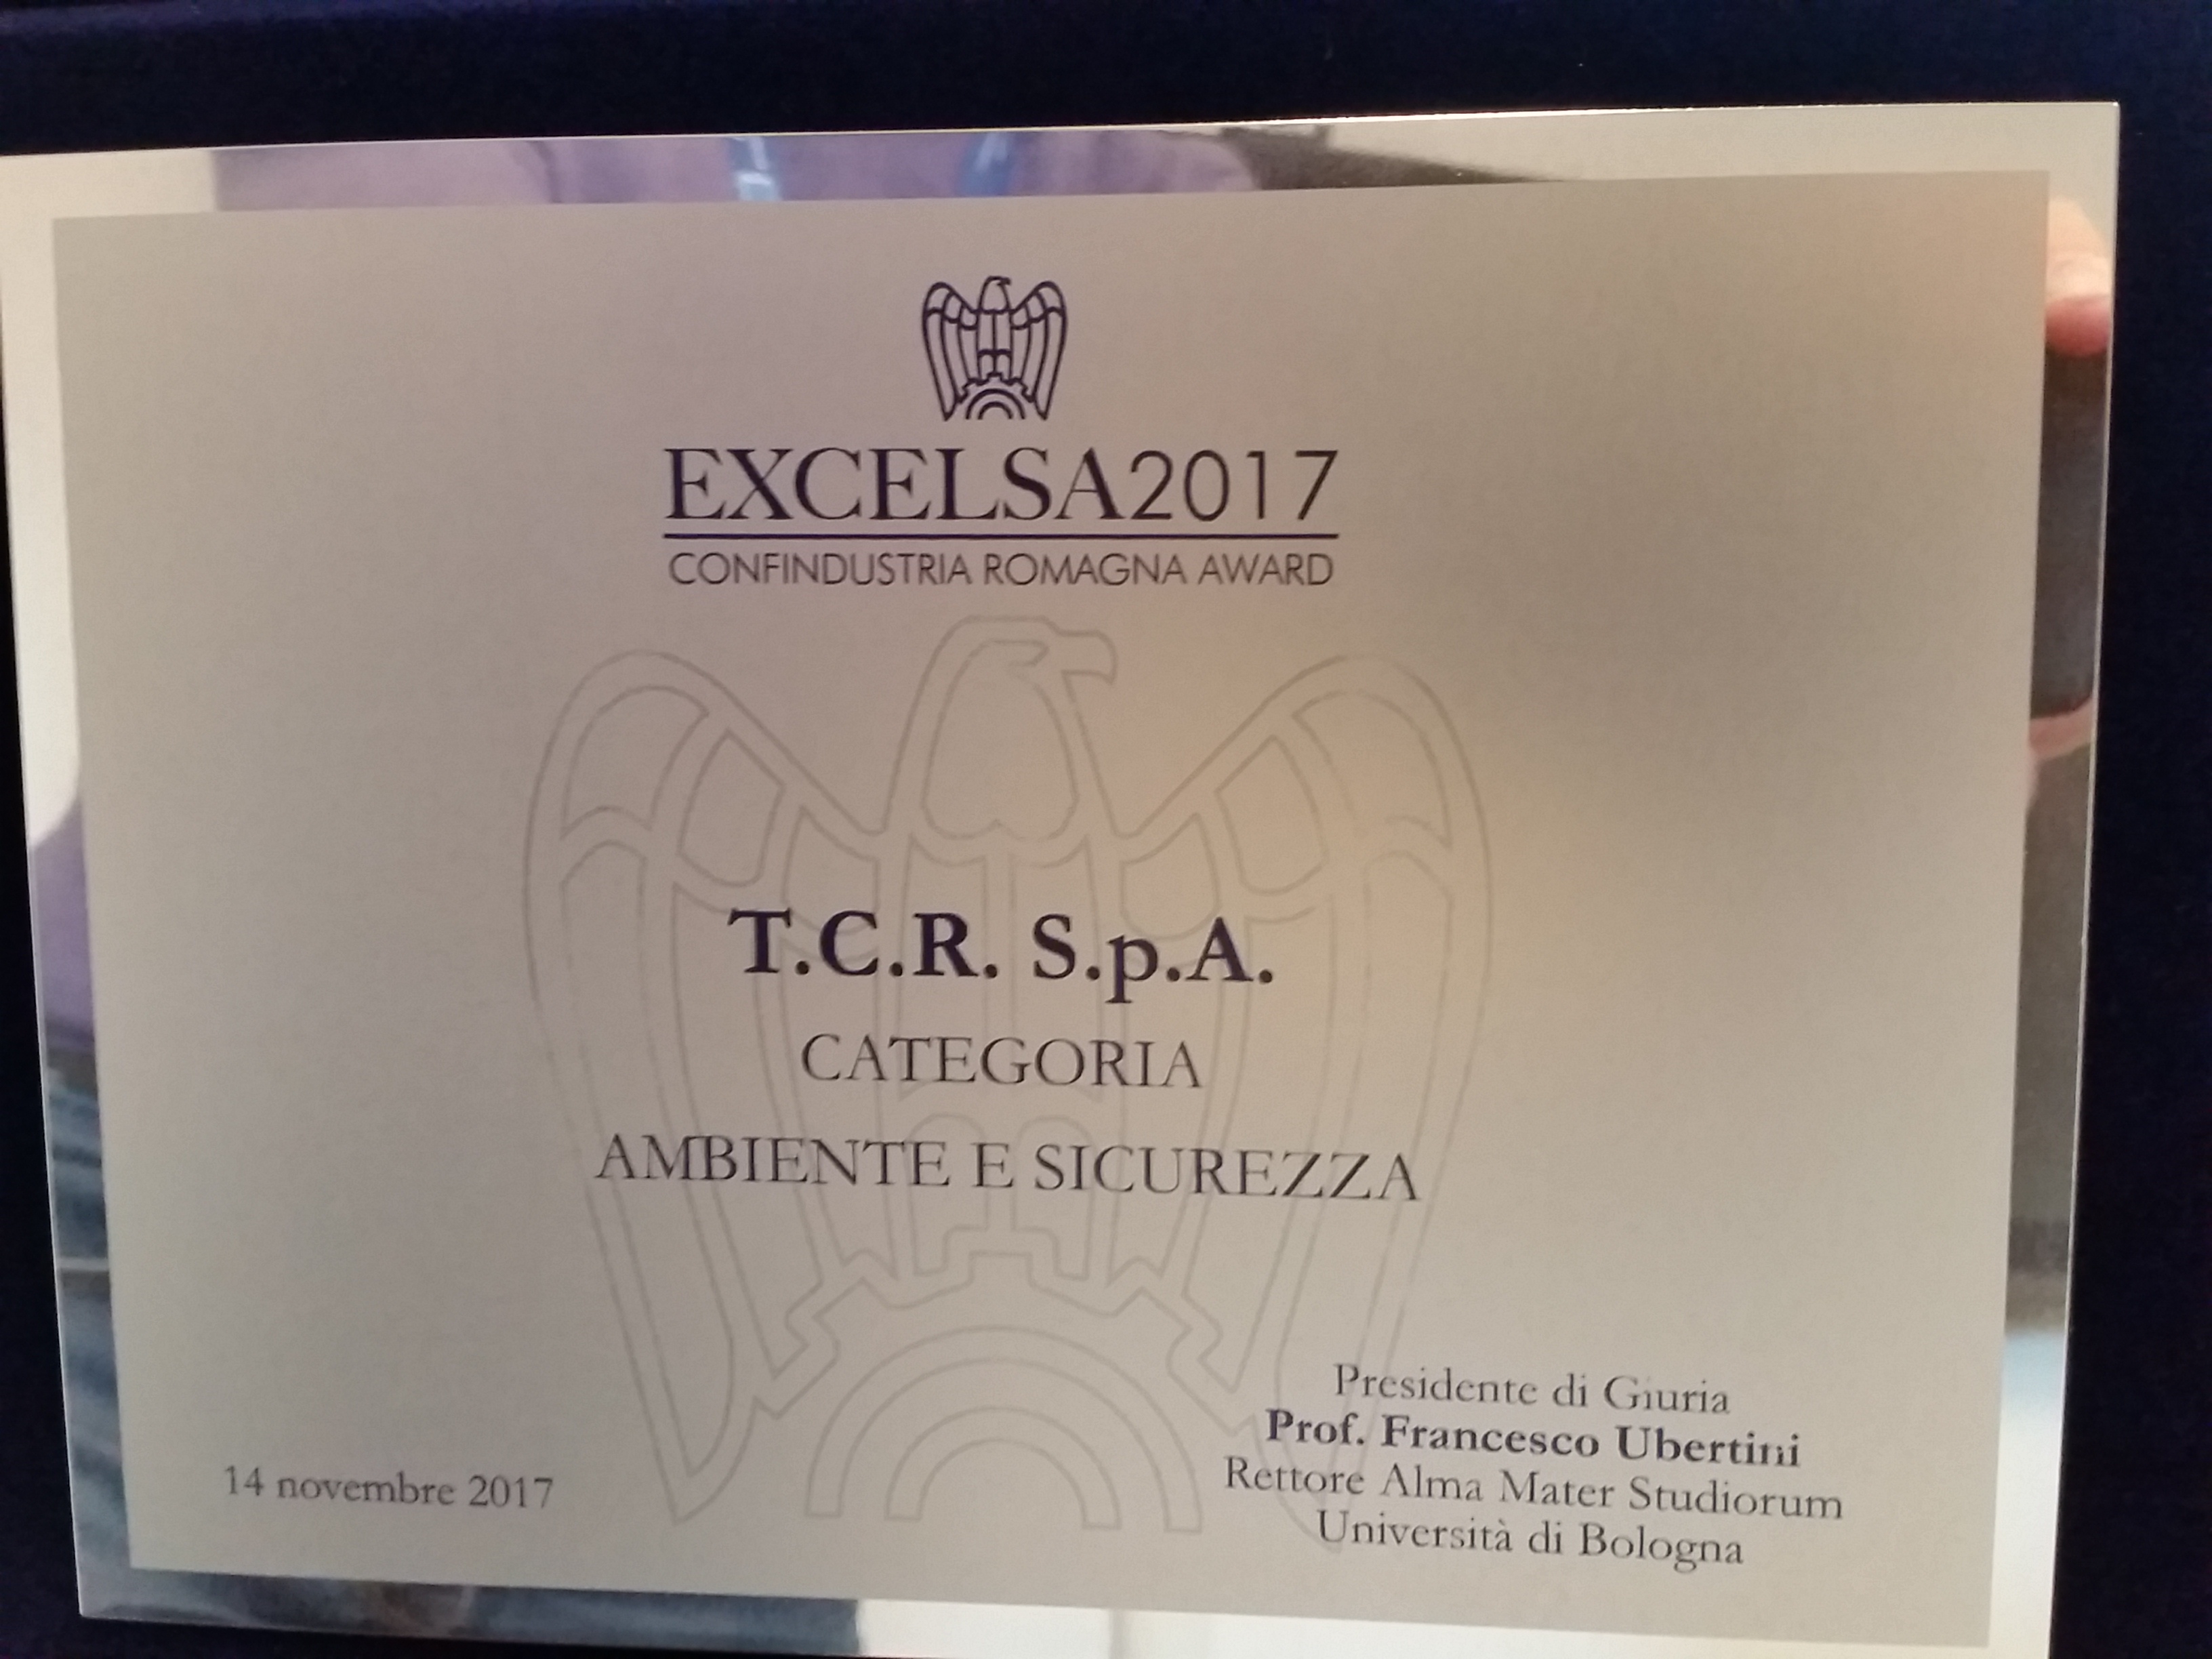 EXCELSA2017
CONFINDUSTRIA ROMAGNA AWARD
T.C.R. S.p.A.
CATEGORIA
AMBIENTE E SICUREZZA
14 novembre 2017
Presidente di Giuria
Prof. Francesco Ubertini
Rettore Alma Mater Studiorum
Università di Bologna